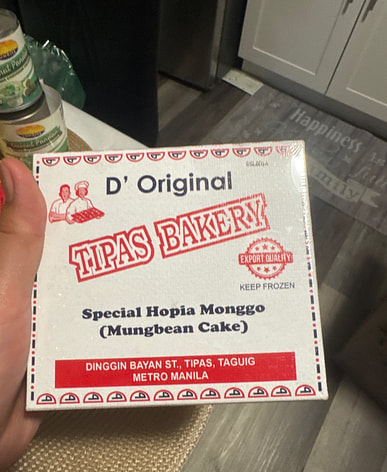 D' Original
TIPAS BAKERY
EXPORT QUALITY
KEEP FROZEN
Special Hopia Monggo
(Mungbean Cake)
DINGGIN BAYAN ST., TIPAS, TAGUIG
METRO MANILA
Happiness